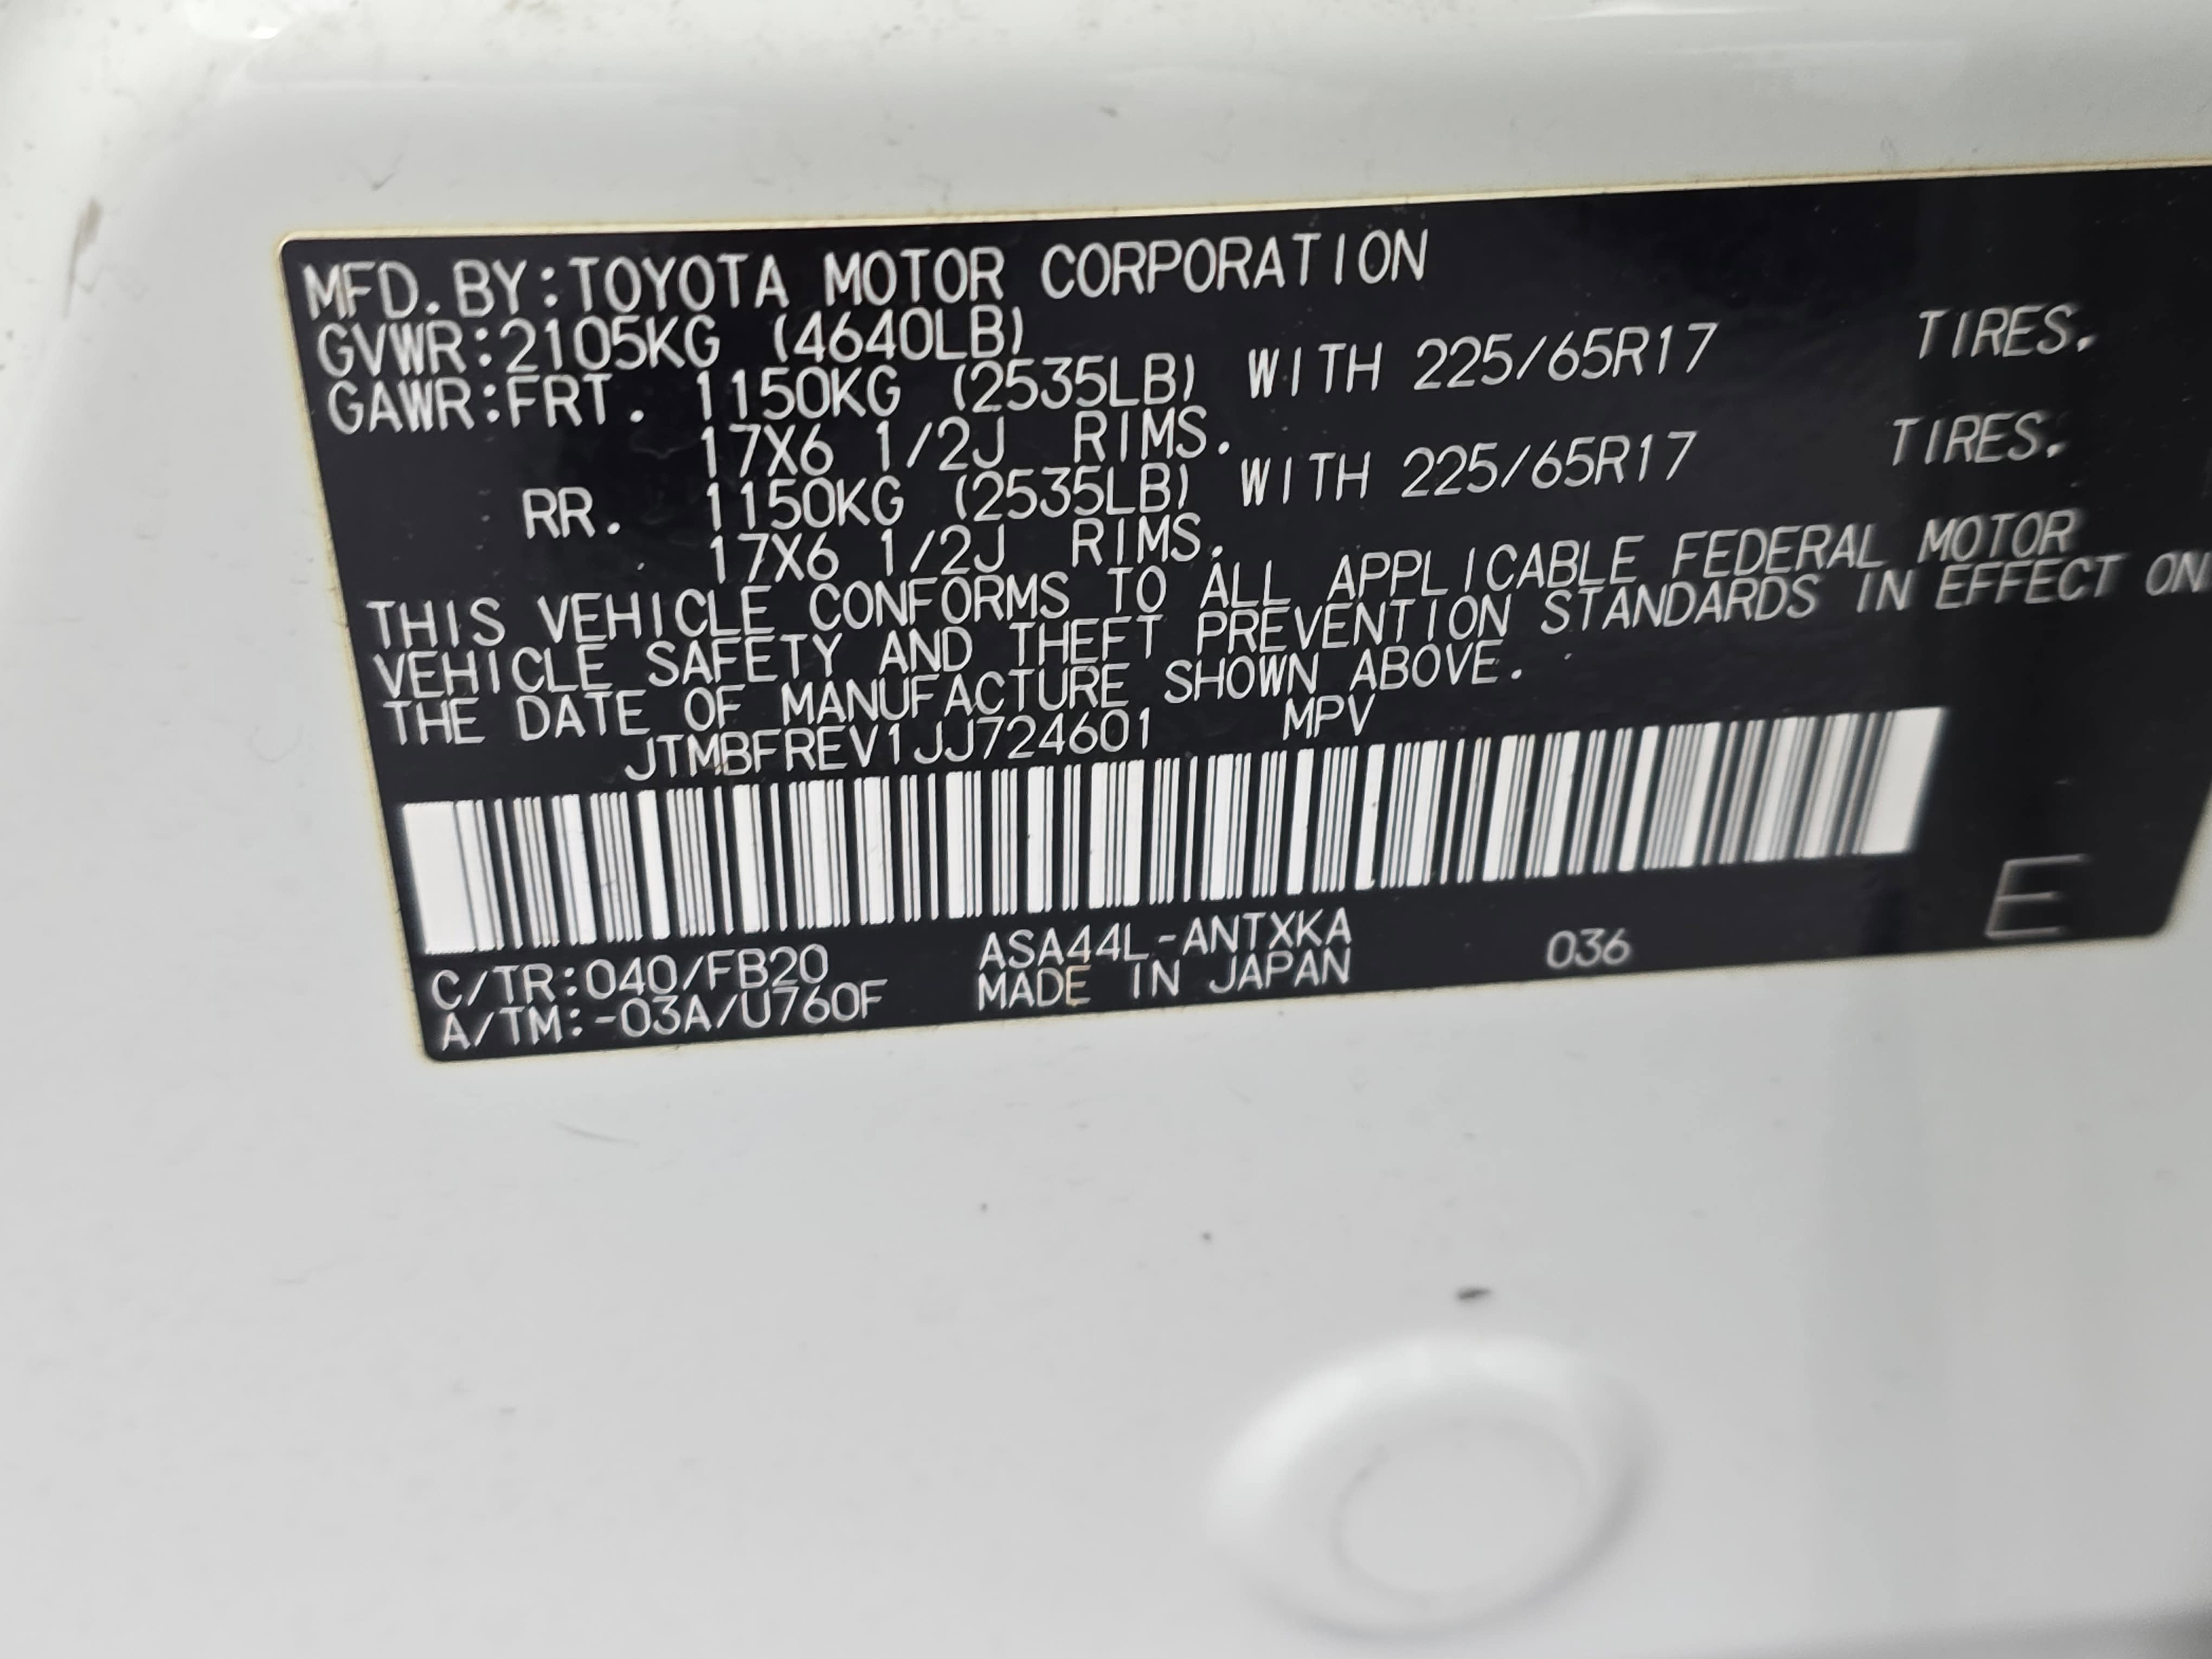 MFD.BY:TOYOTA MOTOR CORPORATION
GVWR:2105KG (4640LB)
GAWR:FRT. 1150KG (2535LB) WITH 225/65R17 TIRES.
17X6 1/2J RIMS.
RR. 1150KG (2535LB) WITH 225/65R17 TIRES.
17X6 1/2J RIMS.
THIS VEHICLE CONFORMS TO ALL APPLICABLE FEDERAL MOTOR
VEHICLE SAFETY AND THEFT PREVENTION STANDARDS IN EFFECT ON
THE DATE OF MANUFACTURE SHOWN ABOVE.
JTMBFREV1JJ724601 MPV
C/TR:040/FB20 ASA44L-ANTXKA 036 E
A/TM:-03A/U760F MADE IN JAPAN